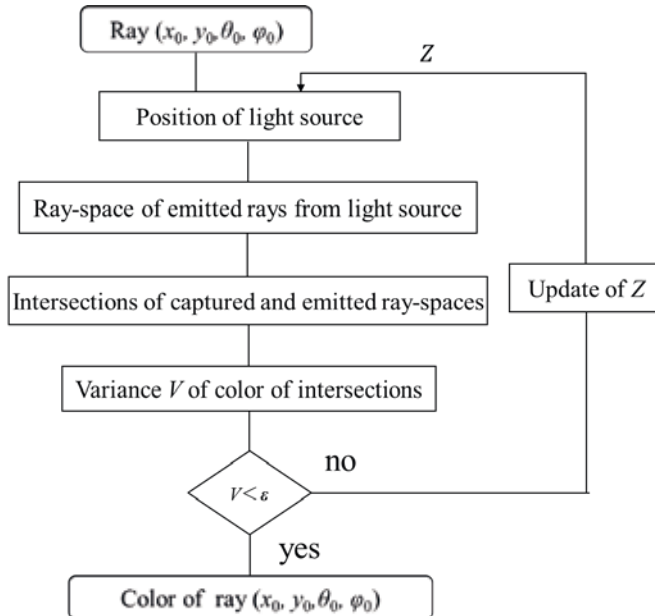 Ray (x₀, y₀, θ₀, φ₀)
Z
Position of light source
Ray-space of emitted rays from light source
Intersections of captured and emitted ray-spaces
Update of Z
Variance V of color of intersections
no
V < ε
yes
Color of ray (x₀, y₀, θ₀, φ₀)